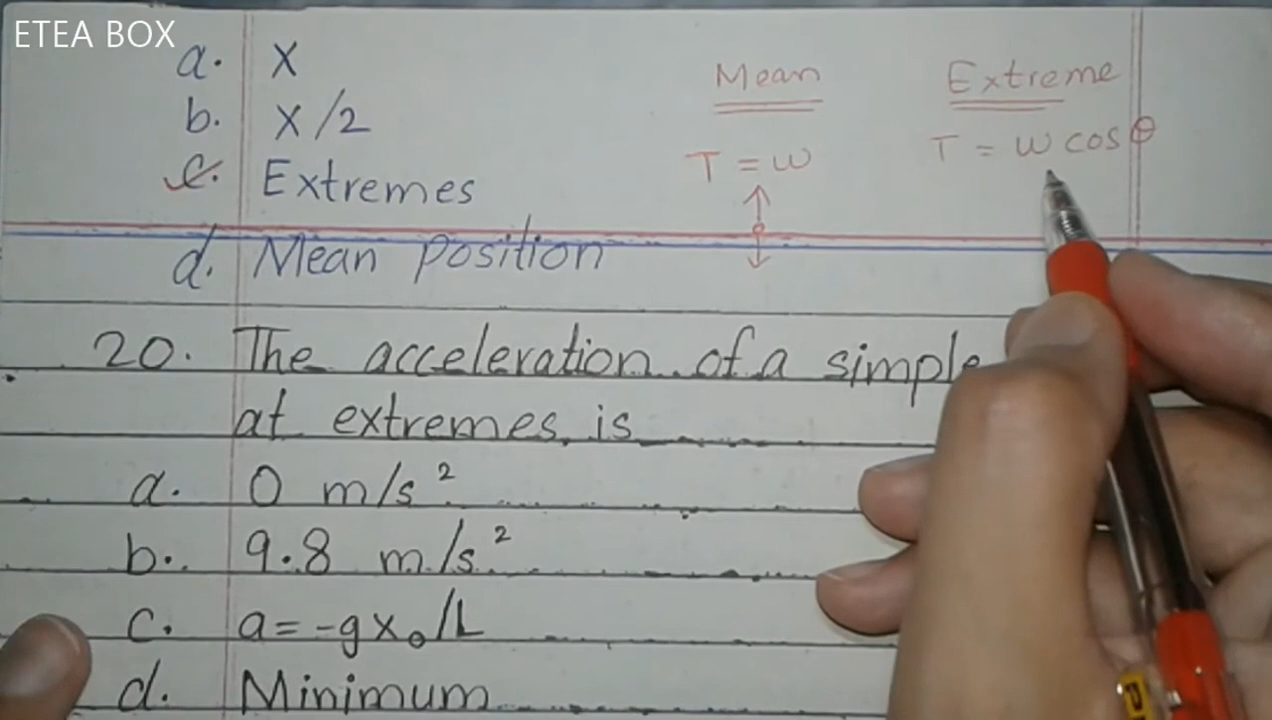 ETEA BOX
a. X
b. X/2
c. Extremes
d. Mean position
Mean
T = w
Extreme
T = w cos θ
20. The acceleration of a simple
at extremes is
a. 0 m/s²
b. 9.8 m/s²
c. a = -gx₀/L
d. Minimum